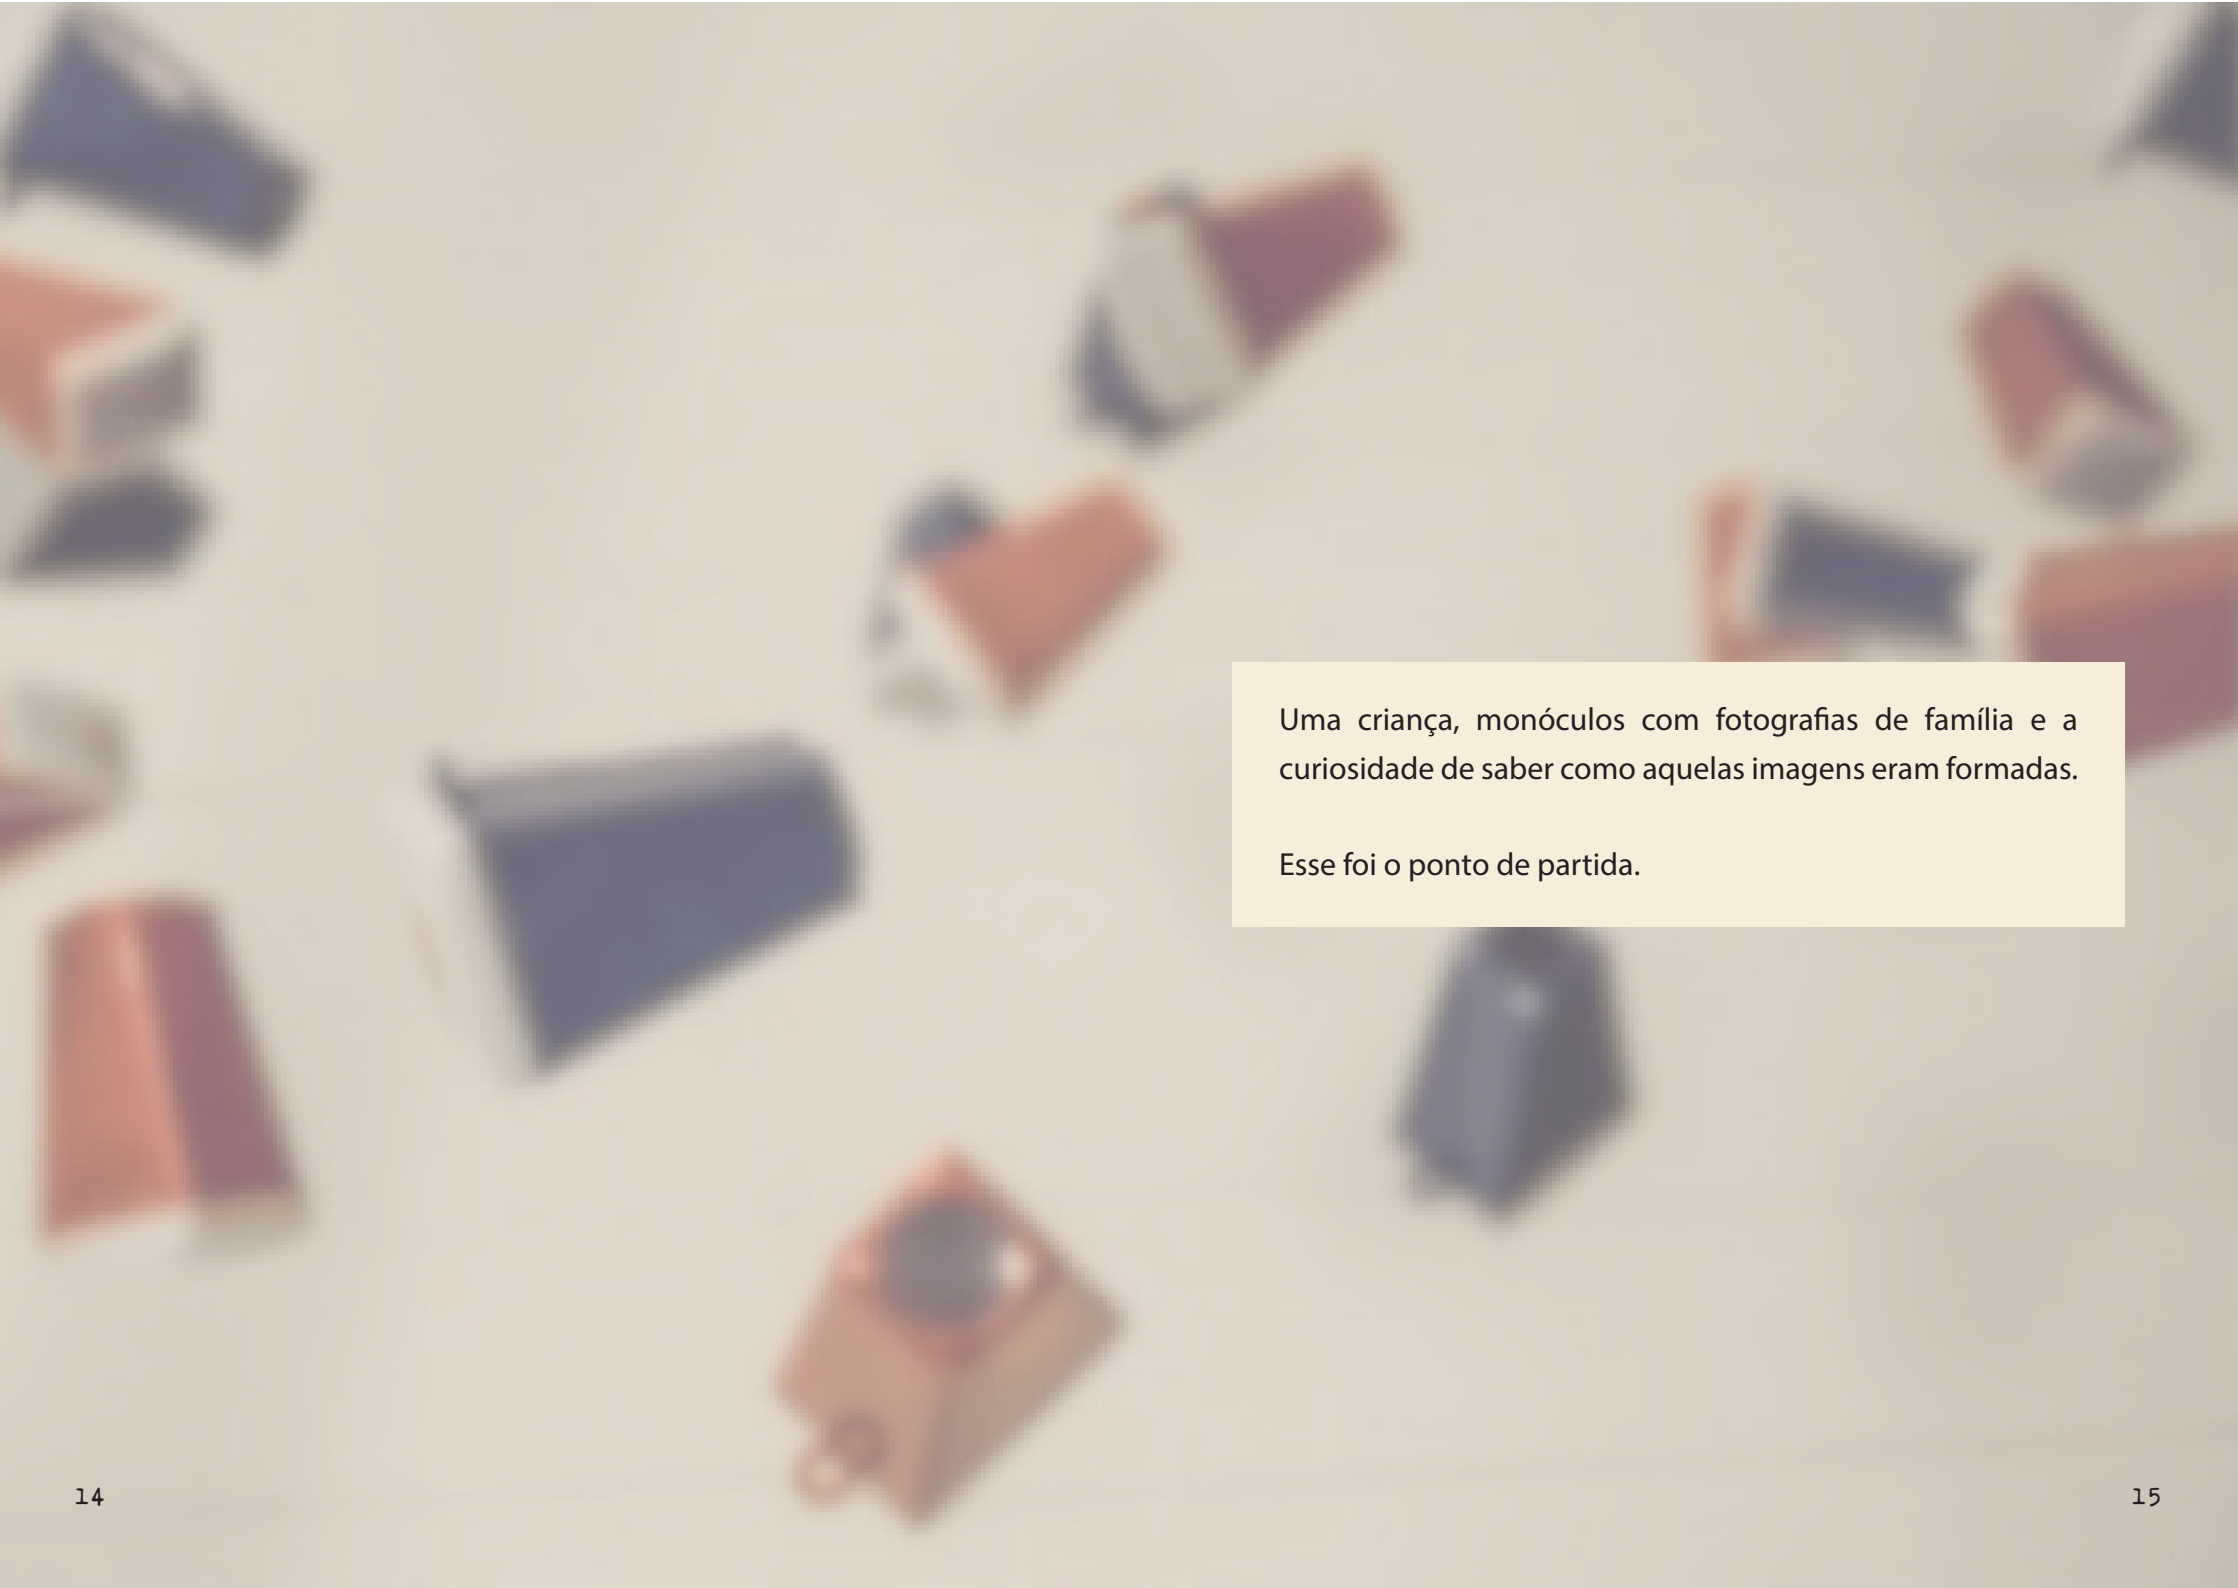 Uma criança, monóculos com fotografias de família e a
curiosidade de saber como aquelas imagens eram formadas.
Esse foi o ponto de partida.
14
15